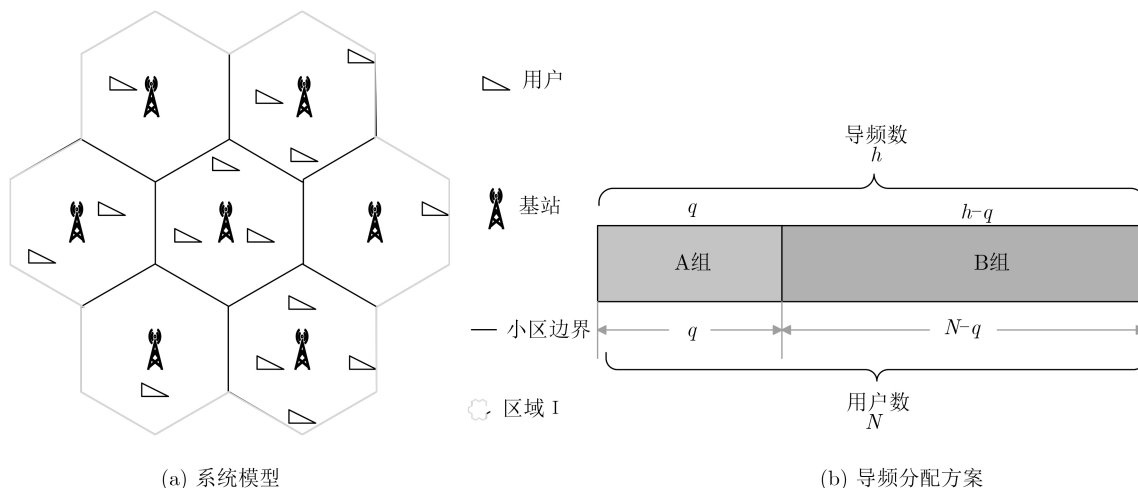 用户
基站
小区边界
区域 I
(a) 系统模型
导频数
h
q
h-q
A组
B组
q
N-q
用户数
N
(b) 导频分配方案